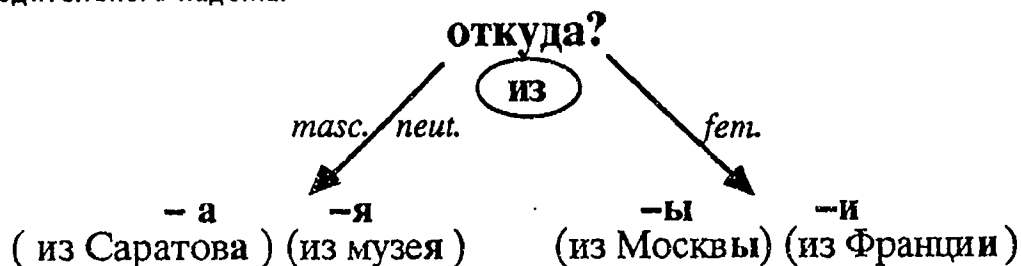 откуда?
из
masc. neut. fem.
– а –я –ы –и
( из Саратова ) (из музея ) (из Москвы) (из Франции )